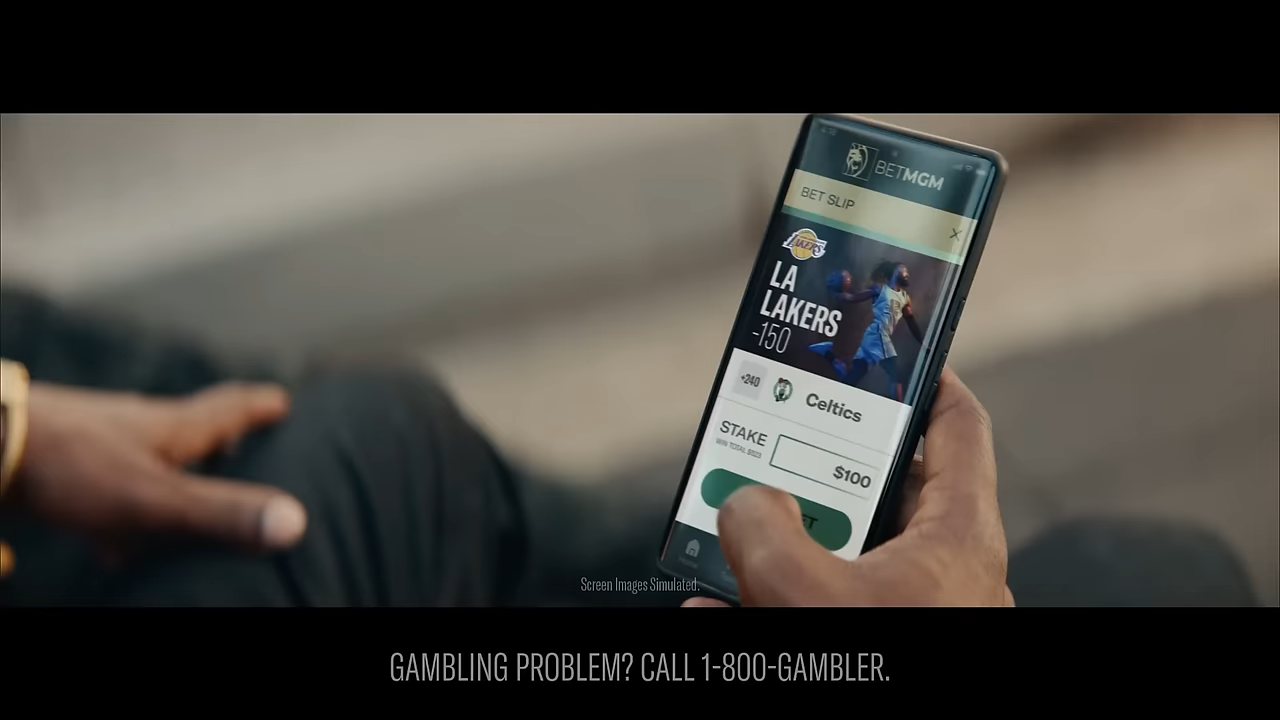 BETMGM
BET SLIP
LAKERS
LA
LAKERS
-150
+240
Celtics
STAKE
$100
Screen Images Simulated.
GAMBLING PROBLEM? CALL 1-800-GAMBLER.